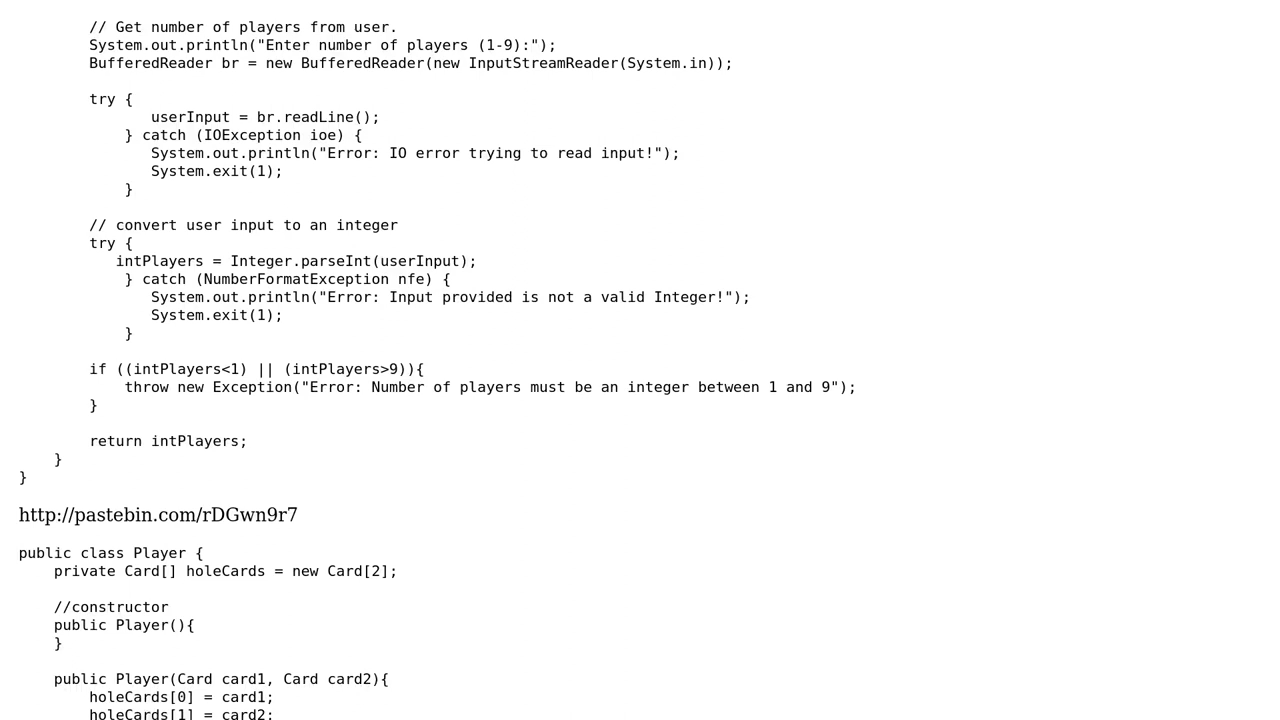 // Get number of players from user.
System.out.println("Enter number of players (1-9):");
BufferedReader br = new BufferedReader(new InputStreamReader(System.in));
try {
userInput = br.readLine();
} catch (IOException ioe) {
System.out.println("Error: IO error trying to read input!");
System.exit(1);
}
// convert user input to an integer
try {
intPlayers = Integer.parseInt(userInput);
} catch (NumberFormatException nfe) {
System.out.println("Error: Input provided is not a valid Integer!");
System.exit(1);
}
if ((intPlayers<1) || (intPlayers>9)){
throw new Exception("Error: Number of players must be an integer between 1 and 9");
}
return intPlayers;
}
}
http://pastebin.com/rDGwn9r7
public class Player {
private Card[] holeCards = new Card[2];
//constructor
public Player(){
}
public Player(Card card1, Card card2){
holeCards[0] = card1;
holeCards[1] = card2;